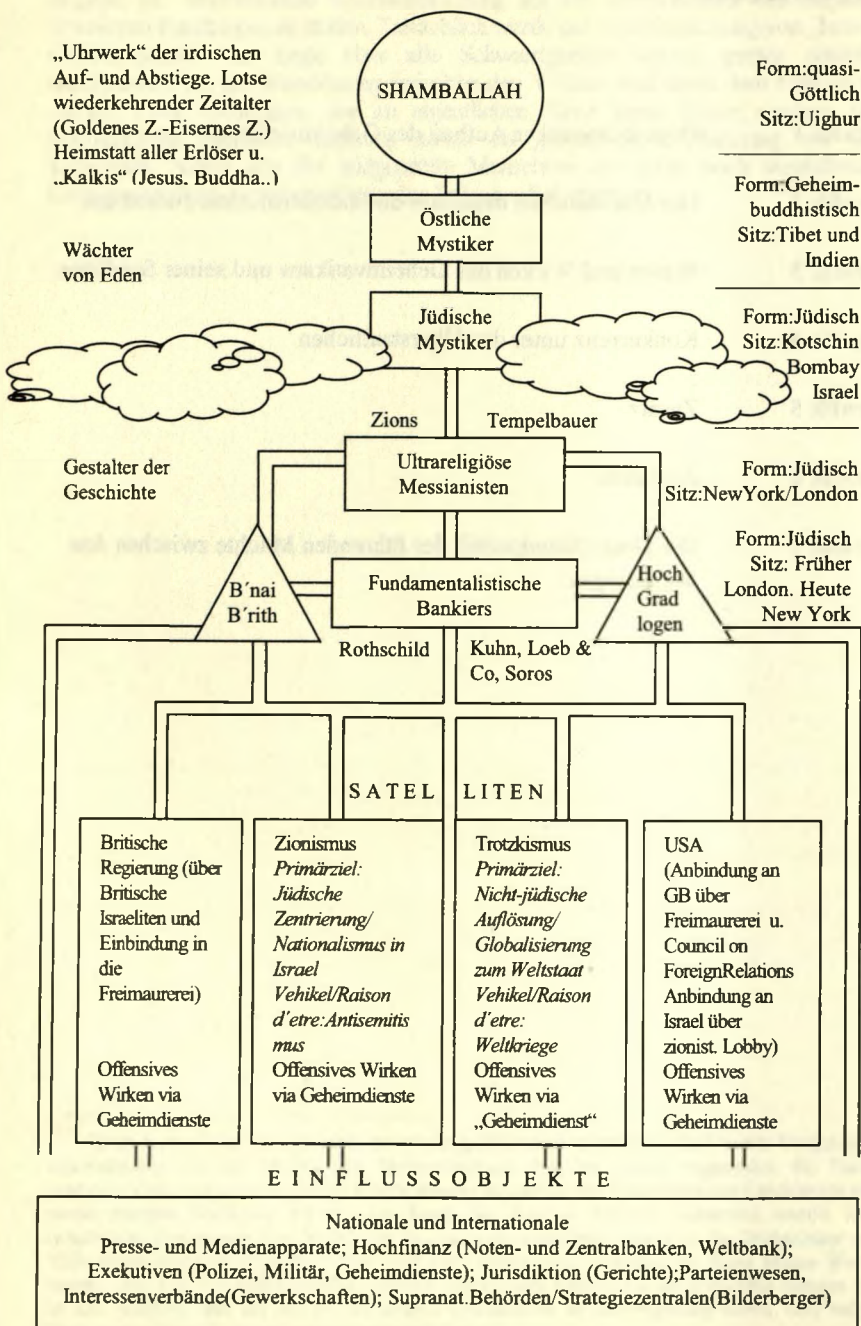 „Uhrwerk“ der irdischen
Auf- und Abstiege. Lotse
wiederkehrender Zeitalter
(Goldenes Z.-Eisernes Z.)
Heimstatt aller Erlöser u.
„Kalkis“ (Jesus, Buddha..)
SHAMBALLAH
Form:quasi-
Göttlich
Sitz:Uighur
Östliche
Mystiker
Form:Geheim-
buddhistisch
Sitz:Tibet und
Indien
Wächter
von Eden
Jüdische
Mystiker
Form:Jüdisch
Sitz:Kotschin
Bombay
Israel
Zions
Tempelbauer
Gestalter der
Geschichte
Ultrareligiöse
Messianisten
Form:Jüdisch
Sitz:NewYork/London
B´nai
B´rith
Fundamentalistische
Bankiers
Hoch
Grad
logen
Form:Jüdisch
Sitz: Früher
London. Heute
New York
Rothschild
Kuhn, Loeb &
Co, Soros
SATELLITEN
Britische
Regierung (über
Britische
Israeliten und
Einbindung in
die
Freimaurerei)
Offensives
Wirken via
Geheimdienste
Zionismus
Primärziel:
Jüdische
Zentrierung/
Nationalismus in
Israel
Vehikel/Raison
d'etre:Antisemitis
mus
Offensives Wirken
via Geheimdienste
Trotzkismus
Primärziel:
Nicht-jüdische
Auflösung/
Globalisierung
zum Weltstaat
Vehikel/Raison
d'etre:
Weltkriege
Offensives
Wirken via
„Geheimdienst“
USA
(Anbindung an
GB über
Freimaurerei u.
Council on
ForeignRelations
Anbindung an
Israel über
zionist. Lobby)
Offensives
Wirken via
Geheimdienste
EINFLUSSOBJEKTE
Nationale und Internationale
Presse- und Medienapparate; Hochfinanz (Noten- und Zentralbanken, Weltbank);
Exekutiven (Polizei, Militär, Geheimdienste); Jurisdiktion (Gerichte);Parteienwesen,
Interessenverbände(Gewerkschaften); Supranat.Behörden/Strategiezentralen(Bilderberger)